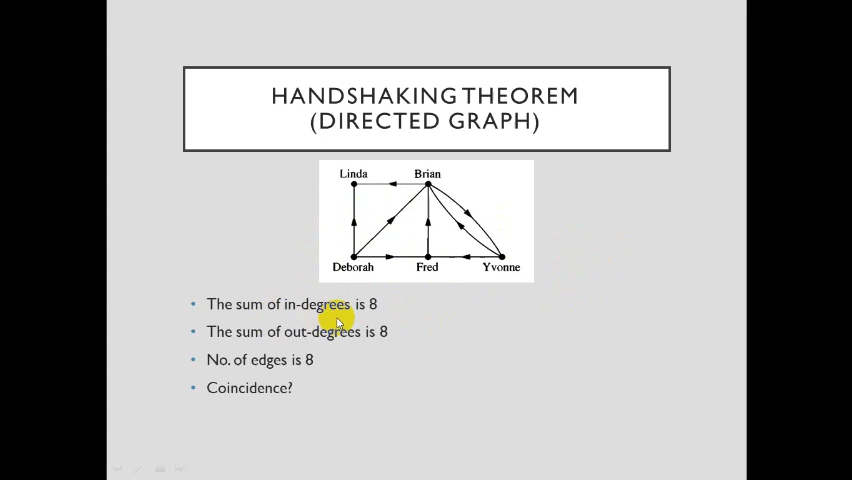 HANDSHAKING THEOREM
(DIRECTED GRAPH)
Linda Brian
Deborah Fred Yvonne
• The sum of in-degrees is 8
• The sum of out-degrees is 8
• No. of edges is 8
• Coincidence?